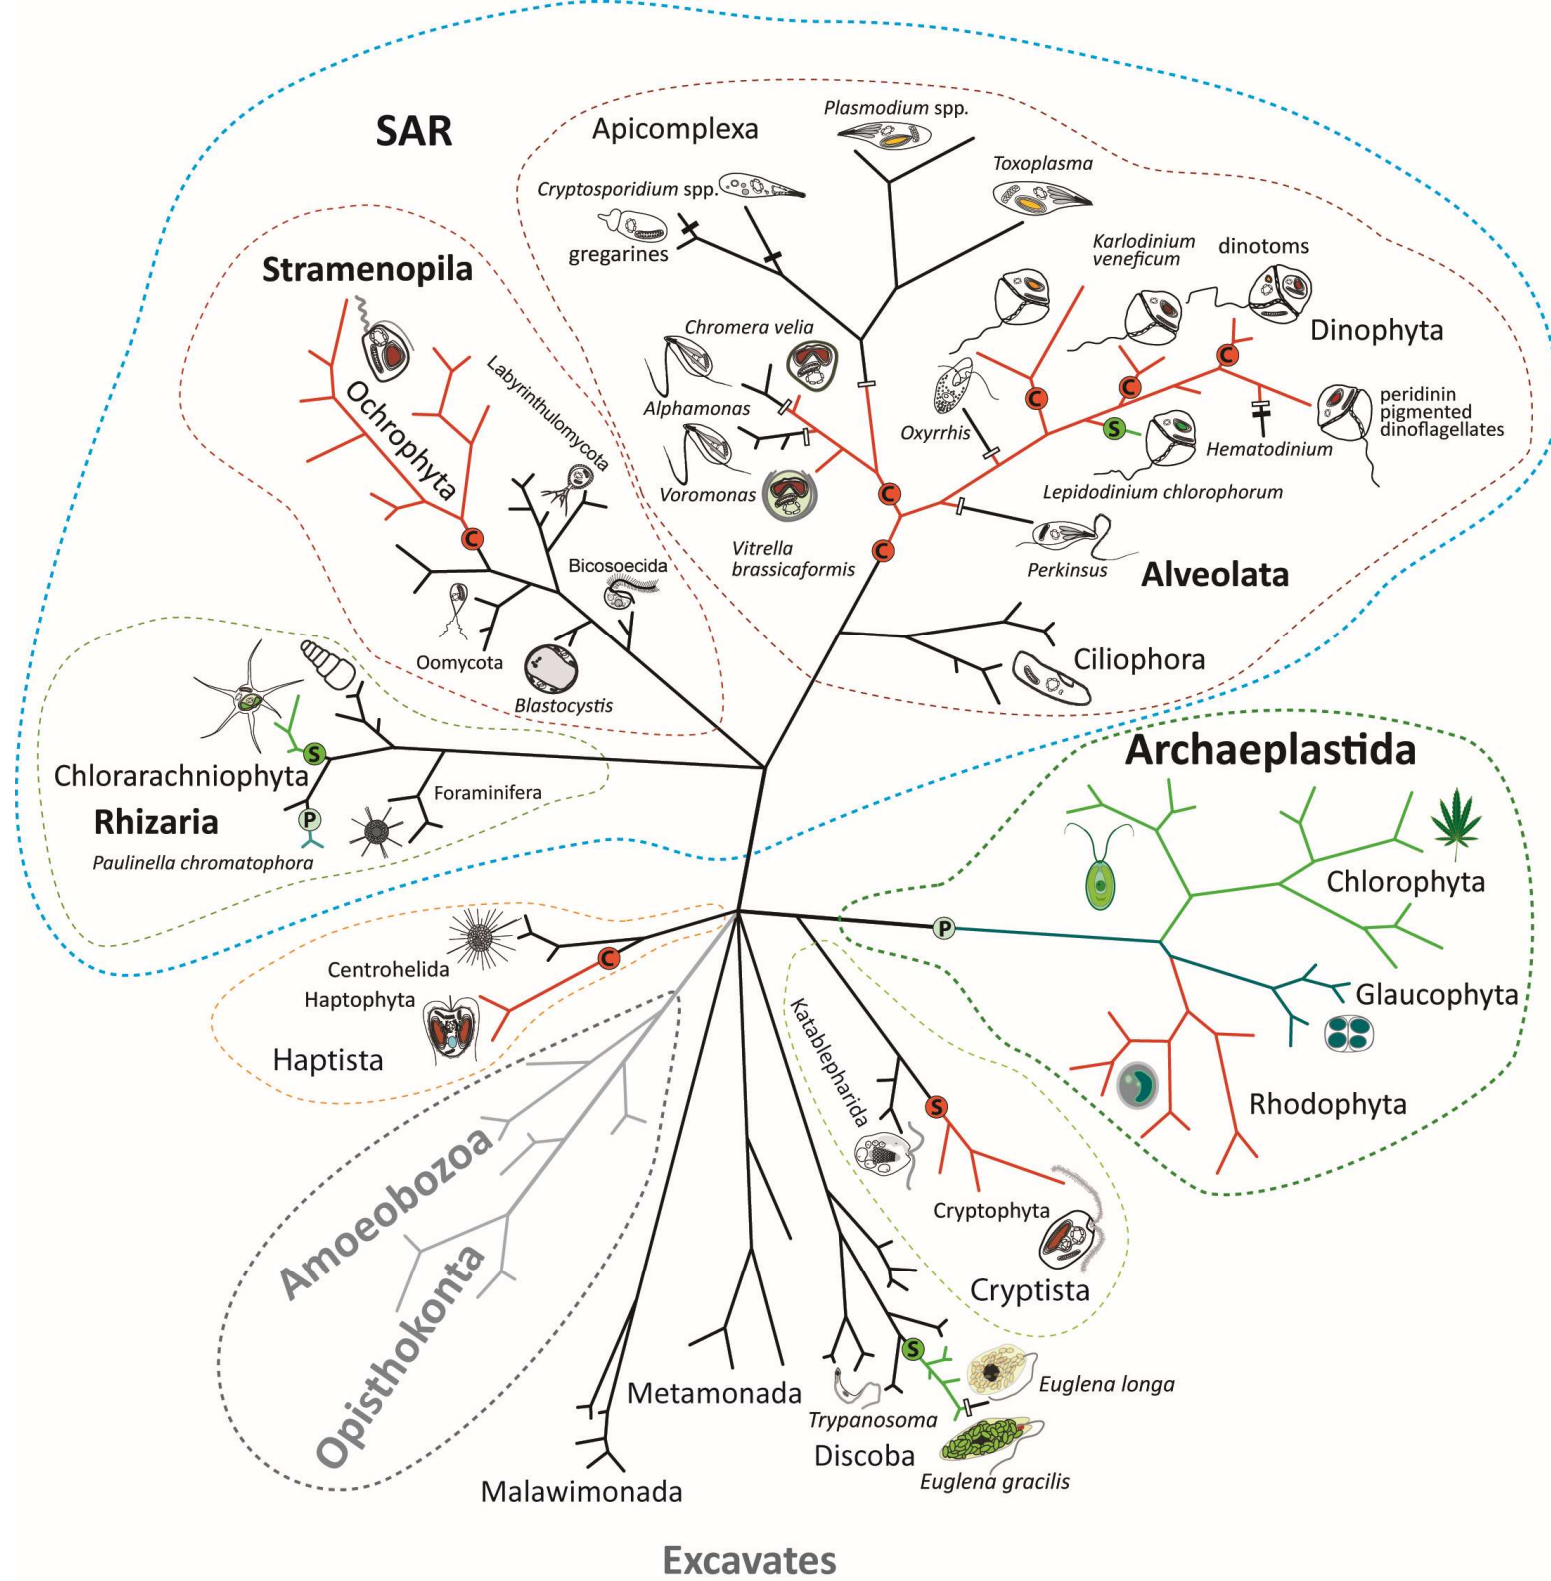 SAR
Apicomplexa
Plasmodium spp.
Toxoplasma
Cryptosporidium spp.
gregarines
Karlodinium
veneficum
dinotoms
Dinophyta
Stramenopila
Ochrophyta
Labyrinthulomycota
Chromera velia
Alphamonas
Voromonas
Vitrella
brassicaformis
Oxyrrhis
peridinin
pigmented
dinoflagellates
Hematodinium
Lepidodinium chlorophorum
Perkinsus
Alveolata
Ciliophora
C
C
C
C
C
S
C
Bicosoecida
Oomycota
Blastocystis
S
Chlorarachniophyta
Rhizaria
P
Paulinella chromatophora
Foraminifera
Archaeplastida
Chlorophyta
P
Glaucophyta
Rhodophyta
Centrohelida
C
Haptophyta
Haptista
Amoebozoa
Opisthokonta
Katablepharida
S
Cryptophyta
Cryptista
Metamonada
Malawimonada
S
Trypanosoma
Discoba
Euglena longa
Euglena gracilis
Excavates